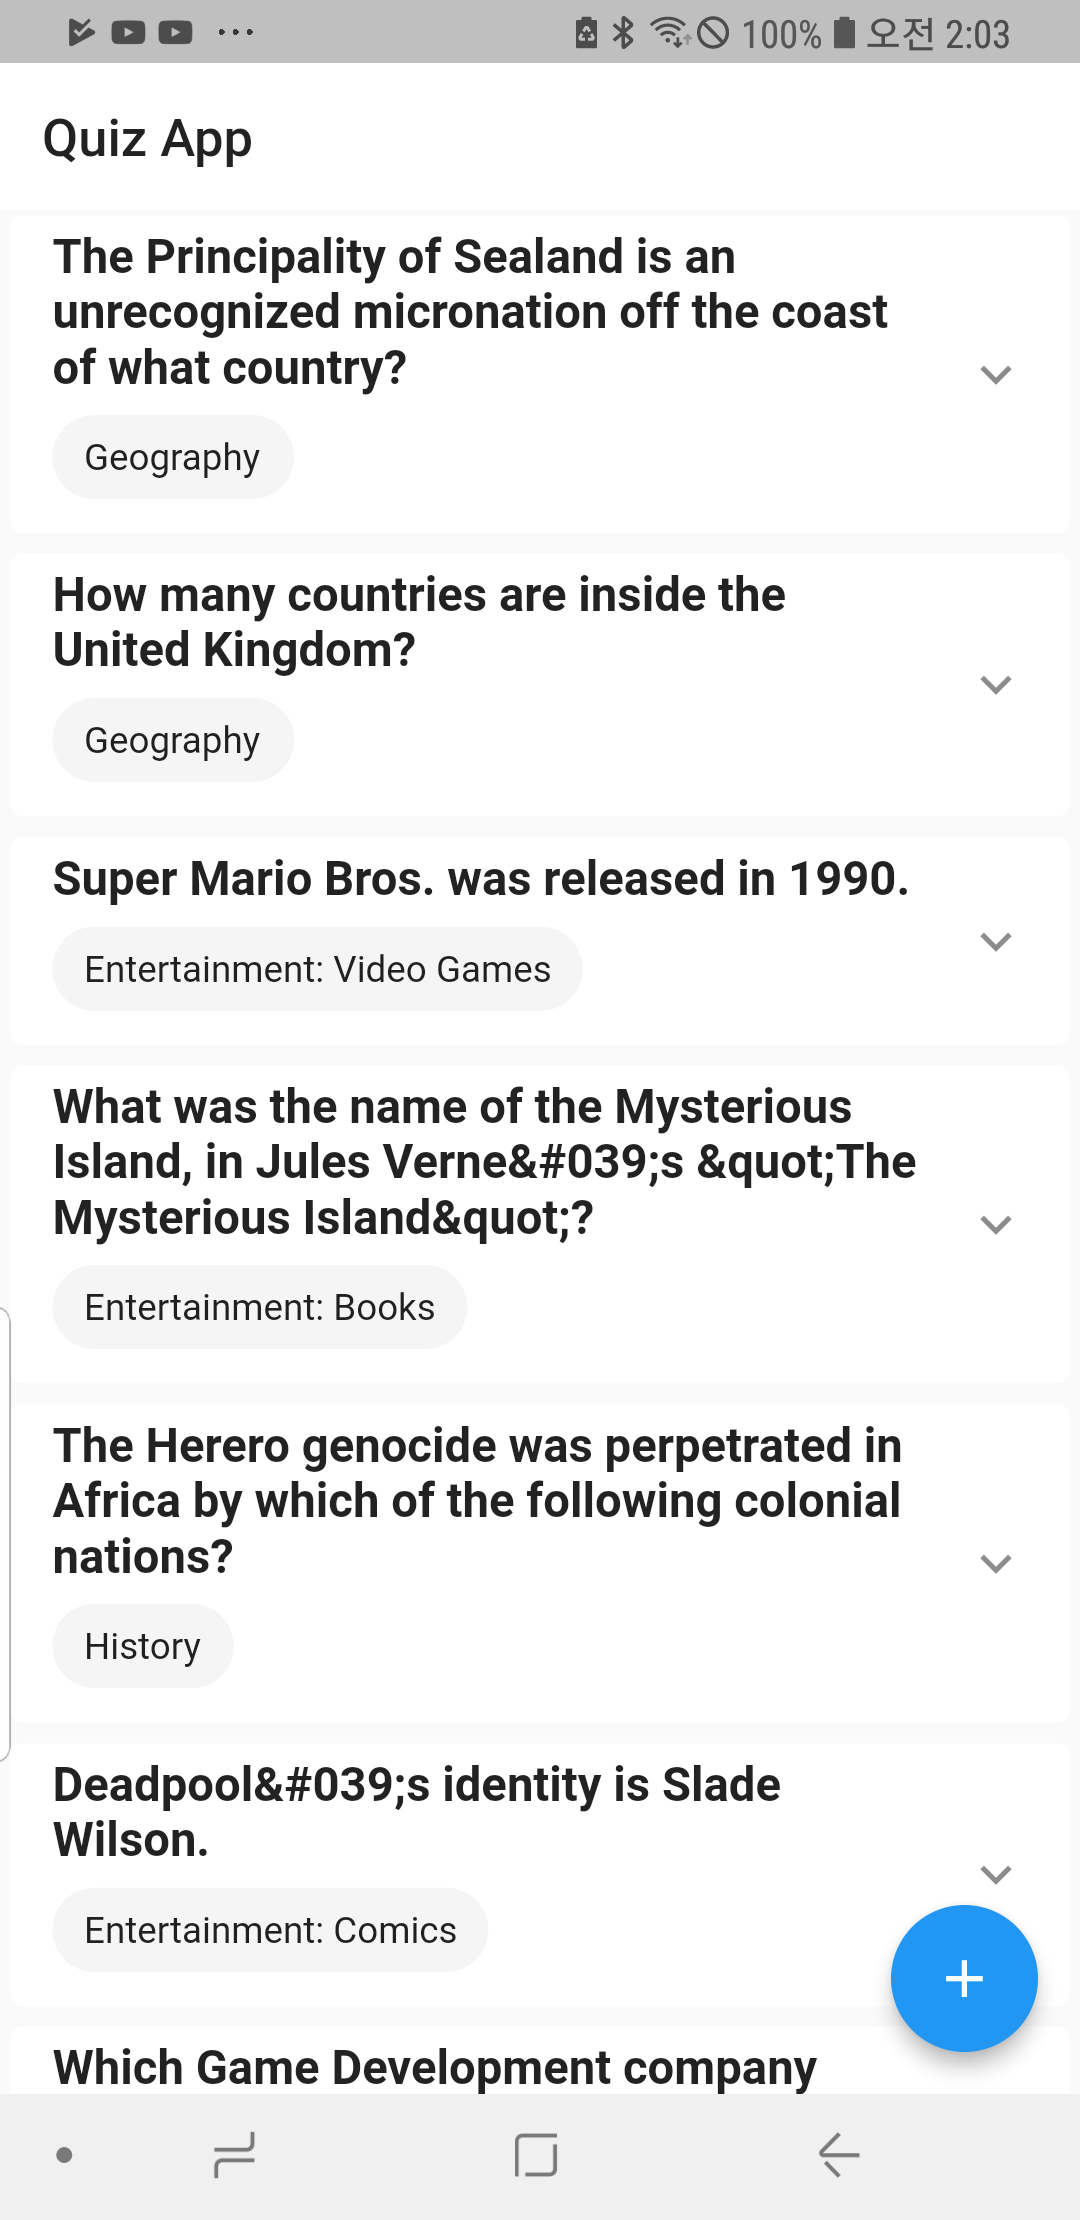 100% 오전 2:03
Quiz App
The Principality of Sealand is an
unrecognized micronation off the coast
of what country?
Geography
How many countries are inside the
United Kingdom?
Geography
Super Mario Bros. was released in 1990.
Entertainment: Video Games
What was the name of the Mysterious
Island, in Jules Verne&#039;s &quot;The
Mysterious Island&quot;?
Entertainment: Books
The Herero genocide was perpetrated in
Africa by which of the following colonial
nations?
History
Deadpool&#039;s identity is Slade
Wilson.
Entertainment: Comics
Which Game Development company